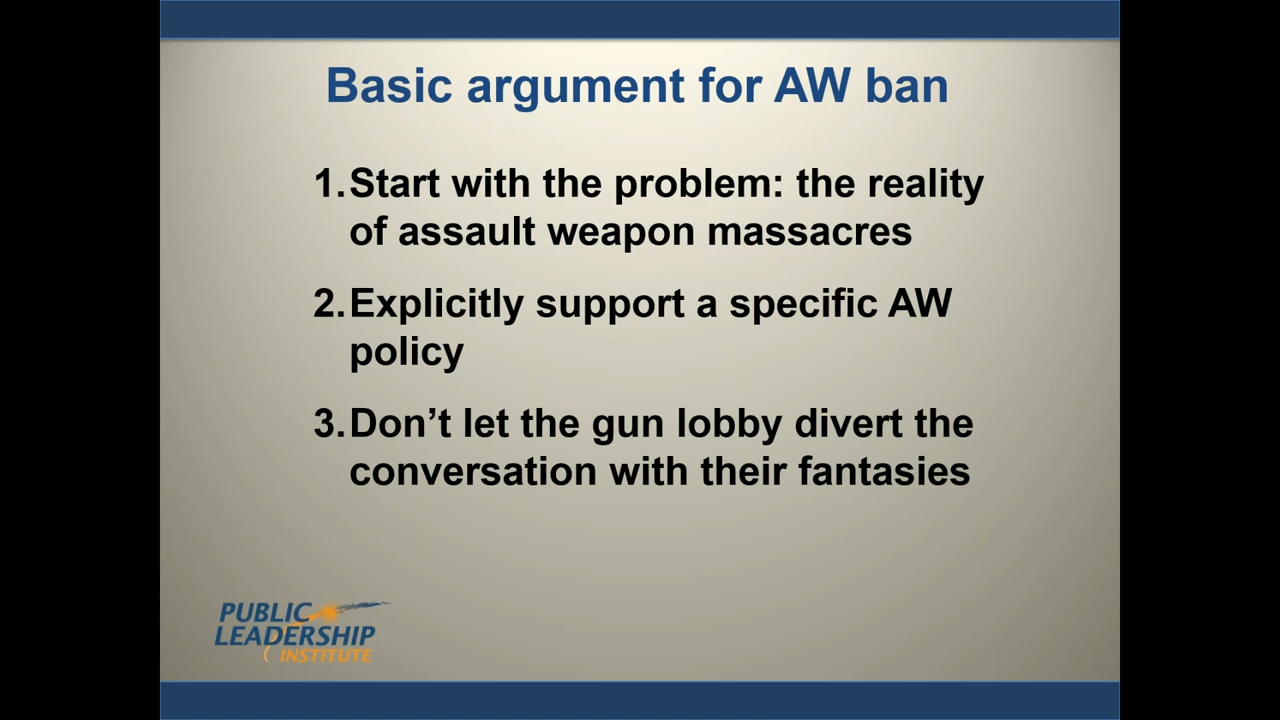 Basic argument for AW ban
1. Start with the problem: the reality
of assault weapon massacres
2. Explicitly support a specific AW
policy
3. Don’t let the gun lobby divert the
conversation with their fantasies
PUBLIC
LEADERSHIP
INSTITUTE